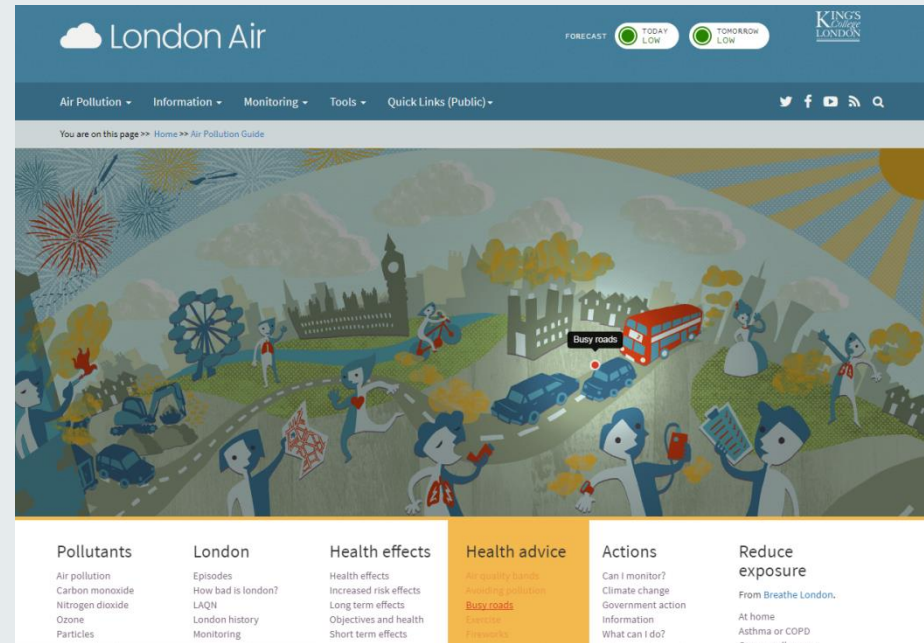 London Air
FORECAST
TODAY
LOW
TOMORROW
LOW
KING'S
College
LONDON
Air Pollution
Information
Monitoring
Tools
Quick Links (Public)
You are on this page >> Home >> Air Pollution Guide
Busy roads
Pollutants
Air pollution
Carbon monoxide
Nitrogen dioxide
Ozone
Particles
London
Episodes
How bad is london?
LAQN
London history
Monitoring
Health effects
Health effects
Increased risk effects
Long term effects
Objectives and health
Short term effects
Health advice
Air quality bands
Avoiding pollution
Busy roads
Exercise
Fireworks
Actions
Can I monitor?
Climate change
Government action
Information
What can I do?
Reduce
exposure
From Breathe London.
At home
Asthma or COPD